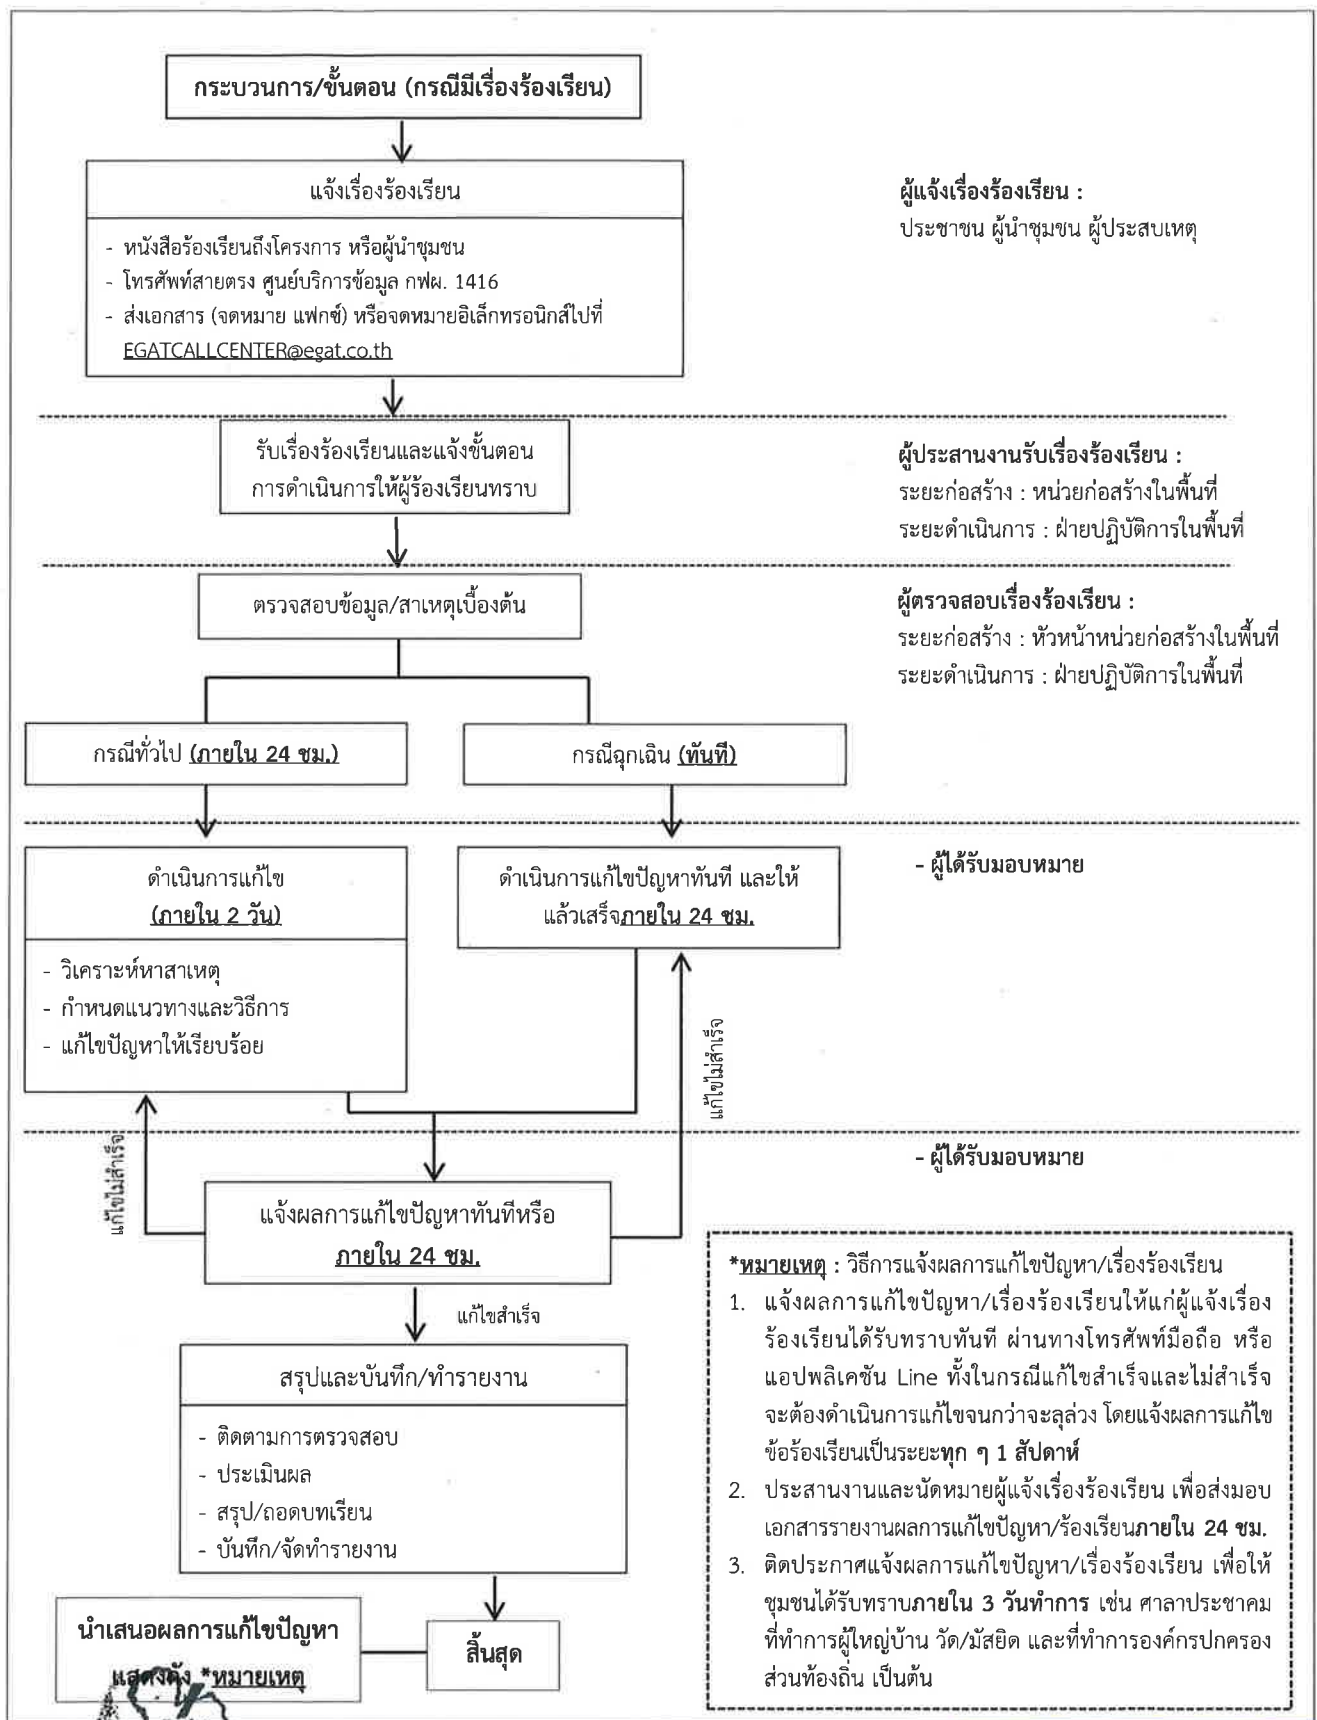 กระบวนการ/ขั้นตอน (กรณีมีเรื่องร้องเรียน)
แจ้งเรื่องร้องเรียน
- หนังสือร้องเรียนถึงโครงการ หรือผู้นำชุมชน
- โทรศัพท์สายตรง ศูนย์บริการข้อมูล กฟผ. 1416
- ส่งเอกสาร (จดหมาย แฟกซ์) หรือจดหมายอิเล็กทรอนิกส์ไปที่
EGATCALLCENTER@egat.co.th
ผู้แจ้งเรื่องร้องเรียน :
ประชาชน ผู้นำชุมชน ผู้ประสบเหตุ
รับเรื่องร้องเรียนและแจ้งขั้นตอน
การดำเนินการให้ผู้ร้องเรียนทราบ
ผู้ประสานงานรับเรื่องร้องเรียน :
ระยะก่อสร้าง : หน่วยก่อสร้างในพื้นที่
ระยะดำเนินการ : ฝ่ายปฏิบัติการในพื้นที่
ตรวจสอบข้อมูล/สาเหตุเบื้องต้น
ผู้ตรวจสอบเรื่องร้องเรียน :
ระยะก่อสร้าง : หัวหน้าหน่วยก่อสร้างในพื้นที่
ระยะดำเนินการ : ฝ่ายปฏิบัติการในพื้นที่
กรณีทั่วไป (ภายใน 24 ชม.)
กรณีฉุกเฉิน (ทันที)
ดำเนินการแก้ไข
(ภายใน 2 วัน)
- วิเคราะห์หาสาเหตุ
- กำหนดแนวทางและวิธีการ
- แก้ไขปัญหาให้เรียบร้อย
ดำเนินการแก้ไขปัญหาทันที และให้
แล้วเสร็จภายใน 24 ชม.
- ผู้ได้รับมอบหมาย
แก้ไขไม่สำเร็จ
แก้ไขไม่สำเร็จ
- ผู้ได้รับมอบหมาย
แจ้งผลการแก้ไขปัญหาทันทีหรือ
ภายใน 24 ชม.
แก้ไขสำเร็จ
สรุปและบันทึก/ทำรายงาน
- ติดตามการตรวจสอบ
- ประเมินผล
- สรุป/ถอดบทเรียน
- บันทึก/จัดทำรายงาน
นำเสนอผลการแก้ไขปัญหา
แสดงดัง *หมายเหตุ
สิ้นสุด
*หมายเหตุ : วิธีการแจ้งผลการแก้ไขปัญหา/เรื่องร้องเรียน
1. แจ้งผลการแก้ไขปัญหา/เรื่องร้องเรียนให้แก่ผู้แจ้งเรื่อง
ร้องเรียนได้รับทราบทันที ผ่านทางโทรศัพท์มือถือ หรือ
แอปพลิเคชัน Line ทั้งในกรณีแก้ไขสำเร็จและไม่สำเร็จ
จะต้องดำเนินการแก้ไขจนกว่าจะลุล่วง โดยแจ้งผลการแก้ไข
ข้อร้องเรียนเป็นระยะทุก ๆ 1 สัปดาห์
2. ประสานงานและนัดหมายผู้แจ้งเรื่องร้องเรียน เพื่อส่งมอบ
เอกสารรายงานผลการแก้ไขปัญหา/ร้องเรียนภายใน 24 ชม.
3. ติดประกาศแจ้งผลการแก้ไขปัญหา/เรื่องร้องเรียน เพื่อให้
ชุมชนได้รับทราบภายใน 3 วันทำการ เช่น ศาลาประชาคม
ที่ทำการผู้ใหญ่บ้าน วัด/มัสยิด และที่ทำการองค์กรปกครอง
ส่วนท้องถิ่น เป็นต้น